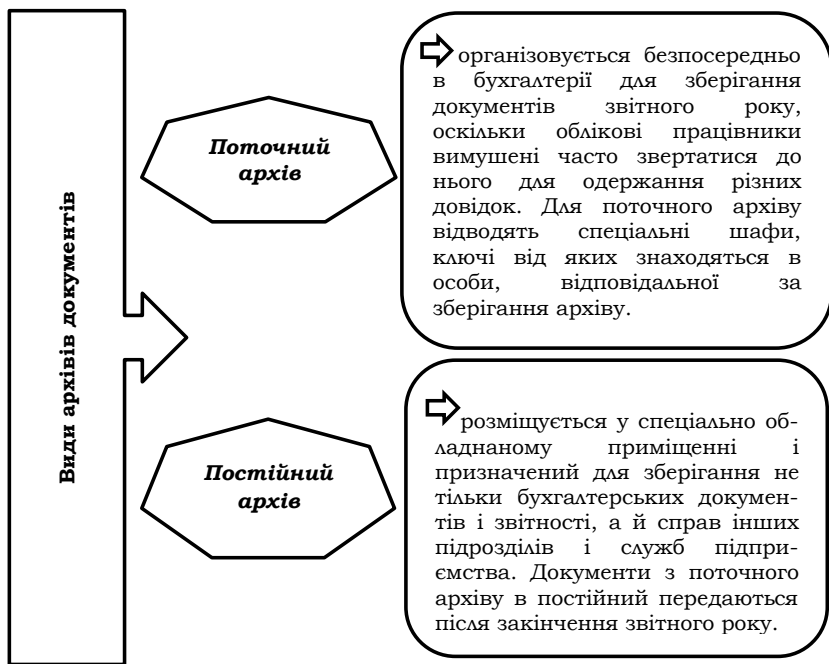 Види архівів документів
Поточний
архів
організовується безпосередньо
в бухгалтерії для зберігання
документів звітного року,
оскільки облікові працівники
вимушені часто звертатися до
нього для одержання різних
довідок. Для поточного архіву
відводять спеціальні шафи,
ключі від яких знаходяться в
особи, відповідальної за
зберігання архіву.
Постійний
архів
розміщується у спеціально об-
ладнаному приміщенні і
призначений для зберігання не
тільки бухгалтерських докумен-
тів і звітності, а й справ інших
підрозділів і служб підпри-
ємства. Документи з поточного
архіву в постійний передаються
після закінчення звітного року.